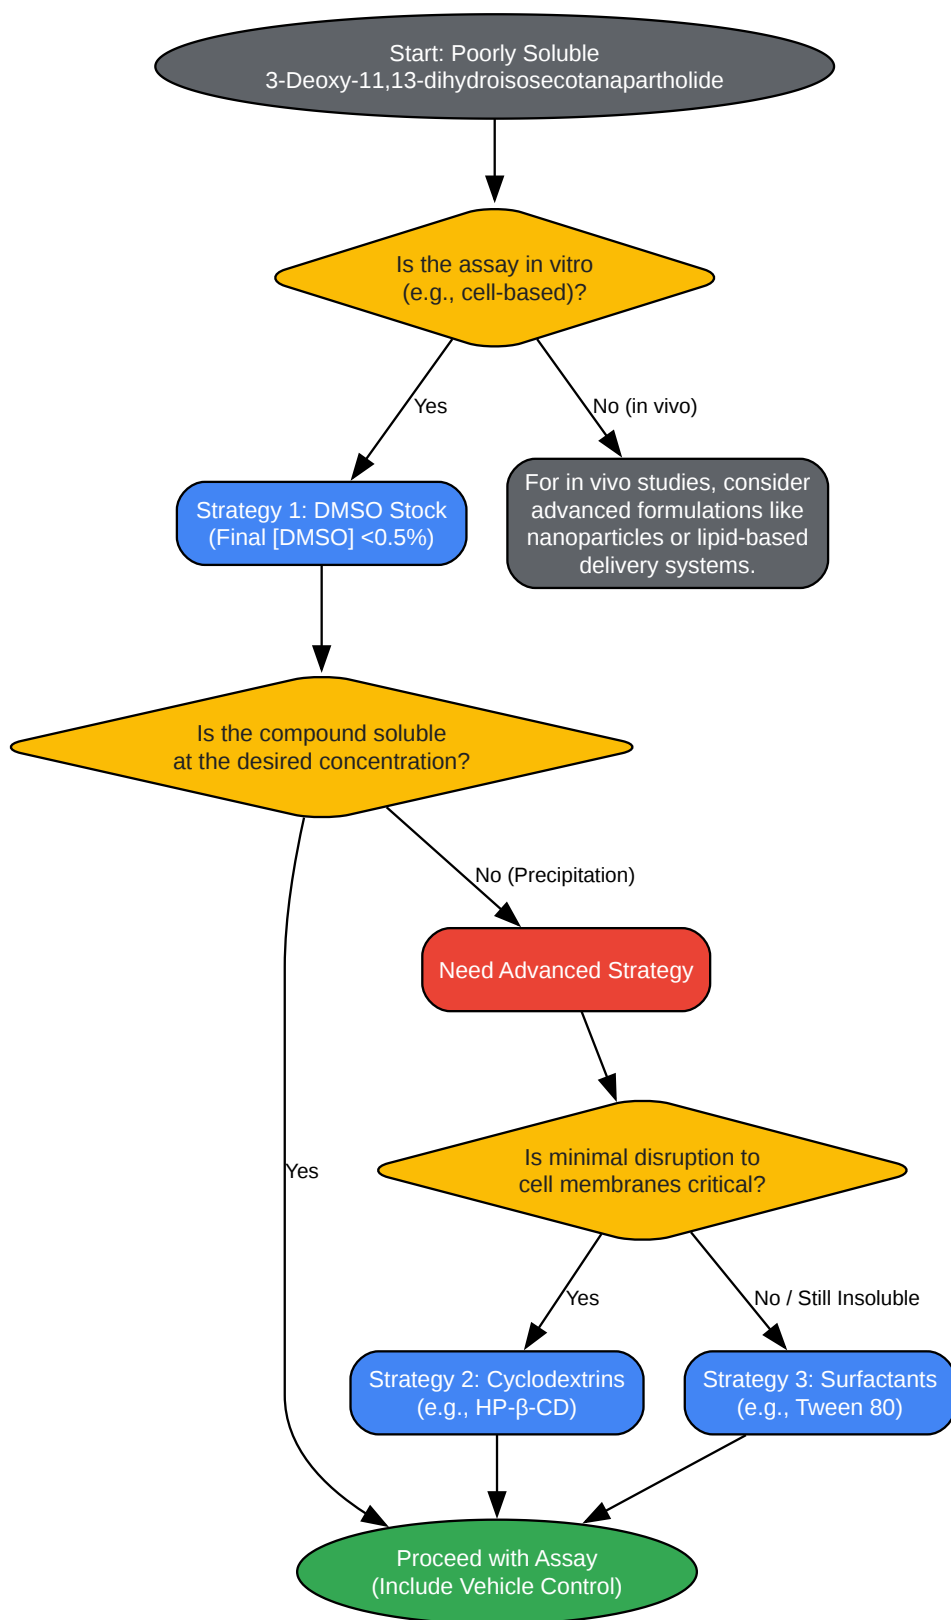 Start: Poorly Soluble
3-Deoxy-11,13-dihydroisosecotanapartholide
Is the assay in vitro
(e.g., cell-based)?
Yes
No (in vivo)
Strategy 1: DMSO Stock
(Final [DMSO] <0.5%)
For in vivo studies, consider
advanced formulations like
nanoparticles or lipid-based
delivery systems.
Is the compound soluble
at the desired concentration?
No (Precipitation)
Need Advanced Strategy
Is minimal disruption to
cell membranes critical?
Yes
Yes
No / Still Insoluble
Strategy 2: Cyclodextrins
(e.g., HP-β-CD)
Strategy 3: Surfactants
(e.g., Tween 80)
Proceed with Assay
(Include Vehicle Control)